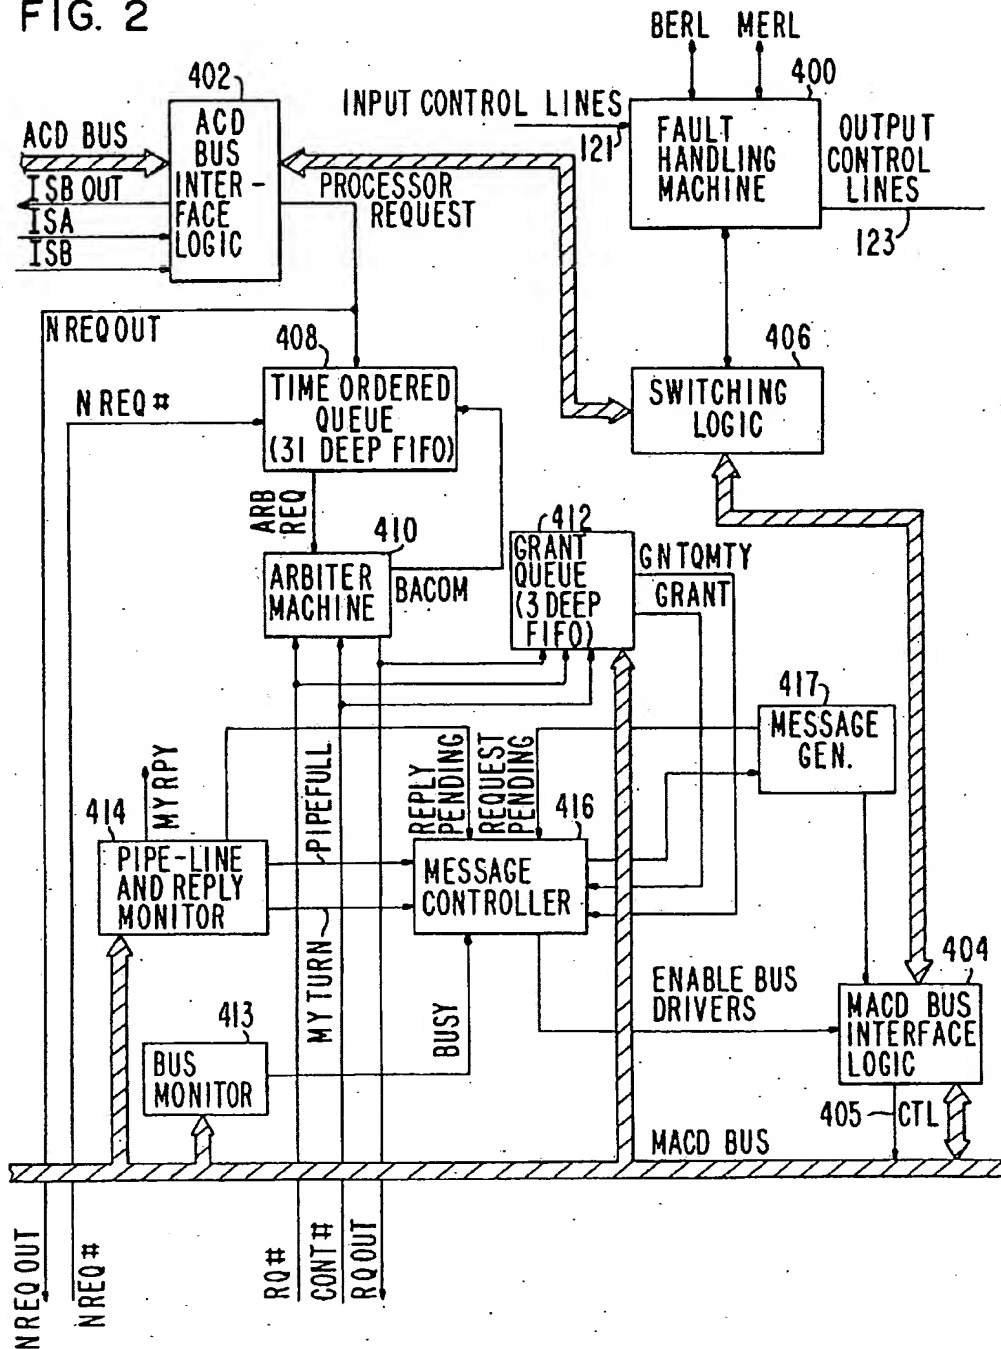 FIG. 2
BERL MERL
402
400
INPUT CONTROL LINES
121
ACD
BUS
INTER-
FACE
LOGIC
ACD BUS
ISB OUT
ISA
ISB
PROCESSOR
REQUEST
FAULT
HANDLING
MACHINE
OUTPUT
CONTROL
LINES
123
NREQOUT
408
406
NREQ#
TIME ORDERED
QUEUE
(31 DEEP FIFO)
SWITCHING
LOGIC
ARB
REQ
410
412
ARBITER
MACHINE
BACOM
GRANT
QUEUE
(3 DEEP
FIFO)
GNTQMTY
GRANT
417
MESSAGE
GEN.
MYRPY
PIPEFULL
REPLY
PENDING
REQUEST
PENDING
414
416
PIPE-LINE
AND REPLY
MONITOR
MESSAGE
CONTROLLER
MYTURN
BUSY
404
ENABLE BUS
DRIVERS
MACD BUS
INTERFACE
LOGIC
413
BUS
MONITOR
405
CTL
MACD BUS
NREQOUT
NREQ#
RQ#
CONT#
RQOUT